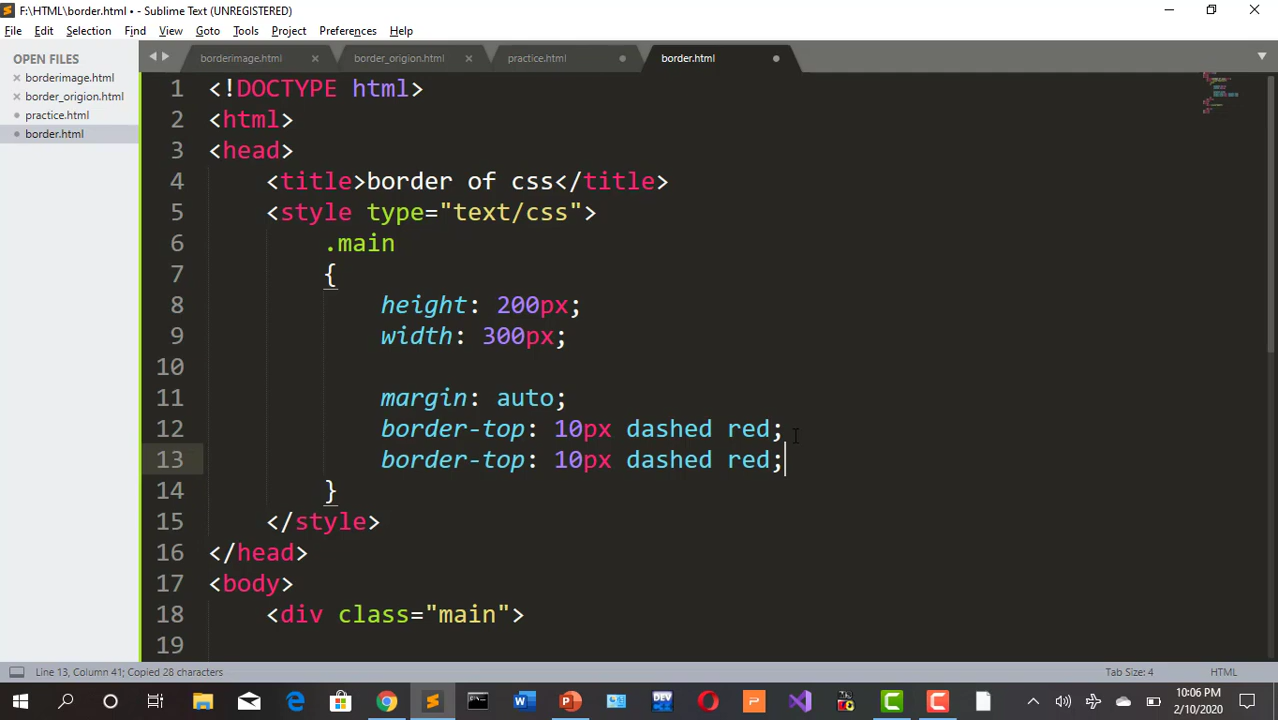 F:\HTML\border.html • - Sublime Text (UNREGISTERED)
File Edit Selection Find View Goto Tools Project Preferences Help
OPEN FILES
borderimage.html
border_origion.html
practice.html
border.html
borderimage.html border_origion.html practice.html border.html
1 <!DOCTYPE html>
2 <html>
3 <head>
4 <title>border of css</title>
5 <style type="text/css">
6 .main
7 {
8 height: 200px;
9 width: 300px;
10
11 margin: auto;
12 border-top: 10px dashed red;
13 border-top: 10px dashed red;
14 }
15 </style>
16 </head>
17 <body>
18 <div class="main">
19
Line 13, Column 41; Copied 28 characters Tab Size: 4 HTML
10:06 PM
2/10/2020